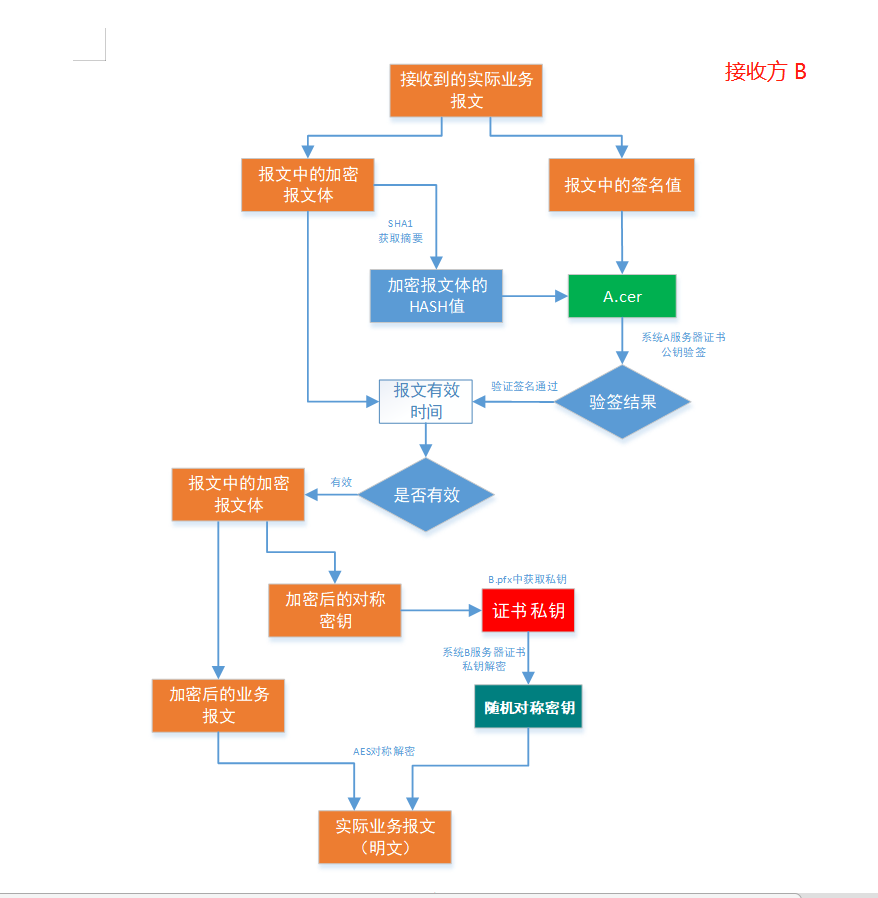 接收方 B
接收到的实际业务
报文
报文中的加密
报文体
报文中的签名值
SHA1
获取摘要
加密报文体的
HASH值
A.cer
系统A服务器证书
公钥验签
报文有效
时间
验证签名通过
验签结果
报文中的加密
报文体
有效
是否有效
加密后的对称
密钥
B.pfx中获取私钥
证书私钥
系统B服务器证书
私钥解密
加密后的业务
报文
随机对称密钥
AES对称解密
实际业务报文
（明文）